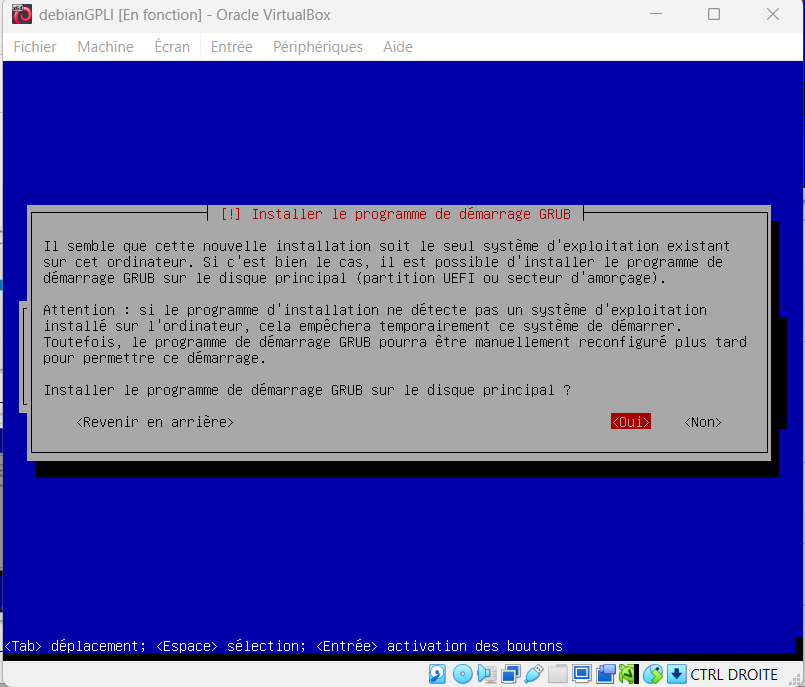 debianGPLI [En fonction] - Oracle VirtualBox
Fichier Machine Écran Entrée Périphériques Aide
[!] Installer le programme de démarrage GRUB
Il semble que cette nouvelle installation soit le seul système d'exploitation existant
sur cet ordinateur. Si c'est bien le cas, il est possible d'installer le programme de
démarrage GRUB sur le disque principal (partition UEFI ou secteur d'amorçage).
Attention : si le programme d'installation ne détecte pas un système d'exploitation
installé sur l'ordinateur, cela empêchera temporairement ce système de démarrer.
Toutefois, le programme de démarrage GRUB pourra être manuellement reconfiguré plus tard
pour permettre ce démarrage.
Installer le programme de démarrage GRUB sur le disque principal ?
<Revenir en arrière> <Oui> <Non>
<Tab> déplacement; <Espace> sélection; <Entrée> activation des boutons
CTRL DROITE